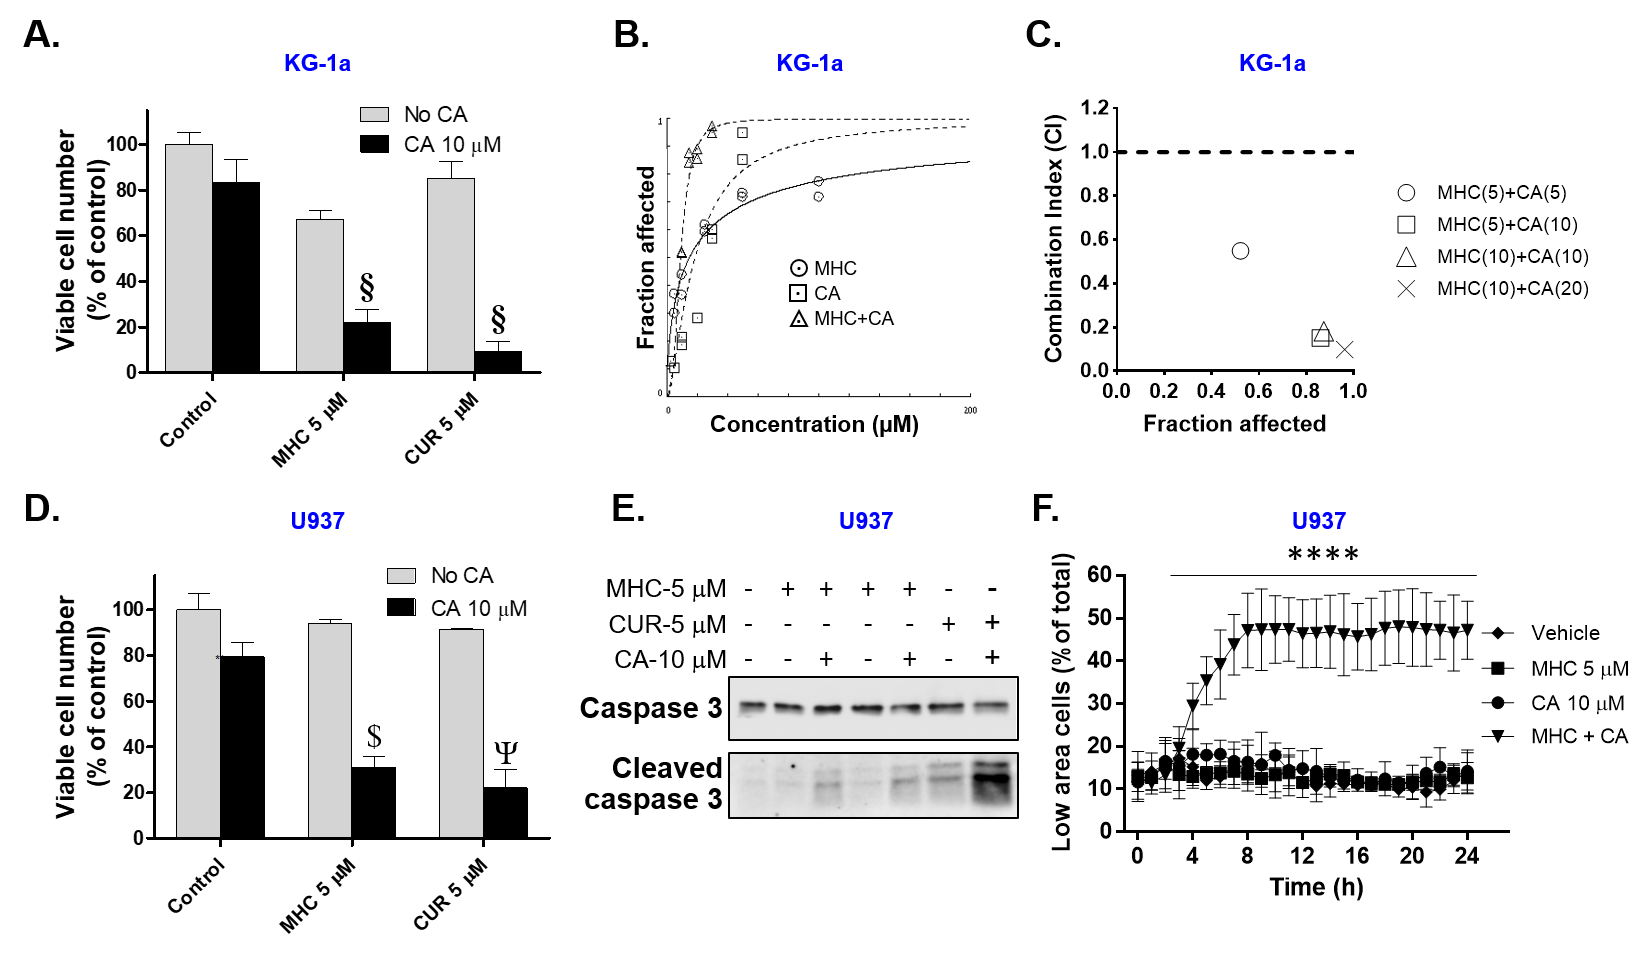 A.
KG-1a
Viable cell number
(% of control)
100
80
60
40
20
0
No CA
CA 10 µM
§
§
Control
MHC 5 µM
CUR 5 µM
B.
KG-1a
Fraction affected
1
0
0
200
MHC
CA
MHC+CA
Concentration (µM)
C.
KG-1a
Combination Index (CI)
1.2
1.0
0.8
0.6
0.4
0.2
0.0
0.0 0.2 0.4 0.6 0.8 1.0
Fraction affected
MHC(5)+CA(5)
MHC(5)+CA(10)
MHC(10)+CA(10)
MHC(10)+CA(20)
D.
U937
Viable cell number
(% of control)
100
80
60
40
20
0
No CA
CA 10 µM
*
$
Ψ
Control
MHC 5 µM
CUR 5 µM
E.
U937
MHC-5 µM - + + + + - -
CUR-5 µM - - - - - + +
CA-10 µM - - + - + - +
Caspase 3
Cleaved
caspase 3
F.
U937
****
Low area cells (% of total)
60
50
40
30
20
10
0
0 4 8 12 16 20 24
Time (h)
Vehicle
MHC 5 µM
CA 10 µM
MHC + CA